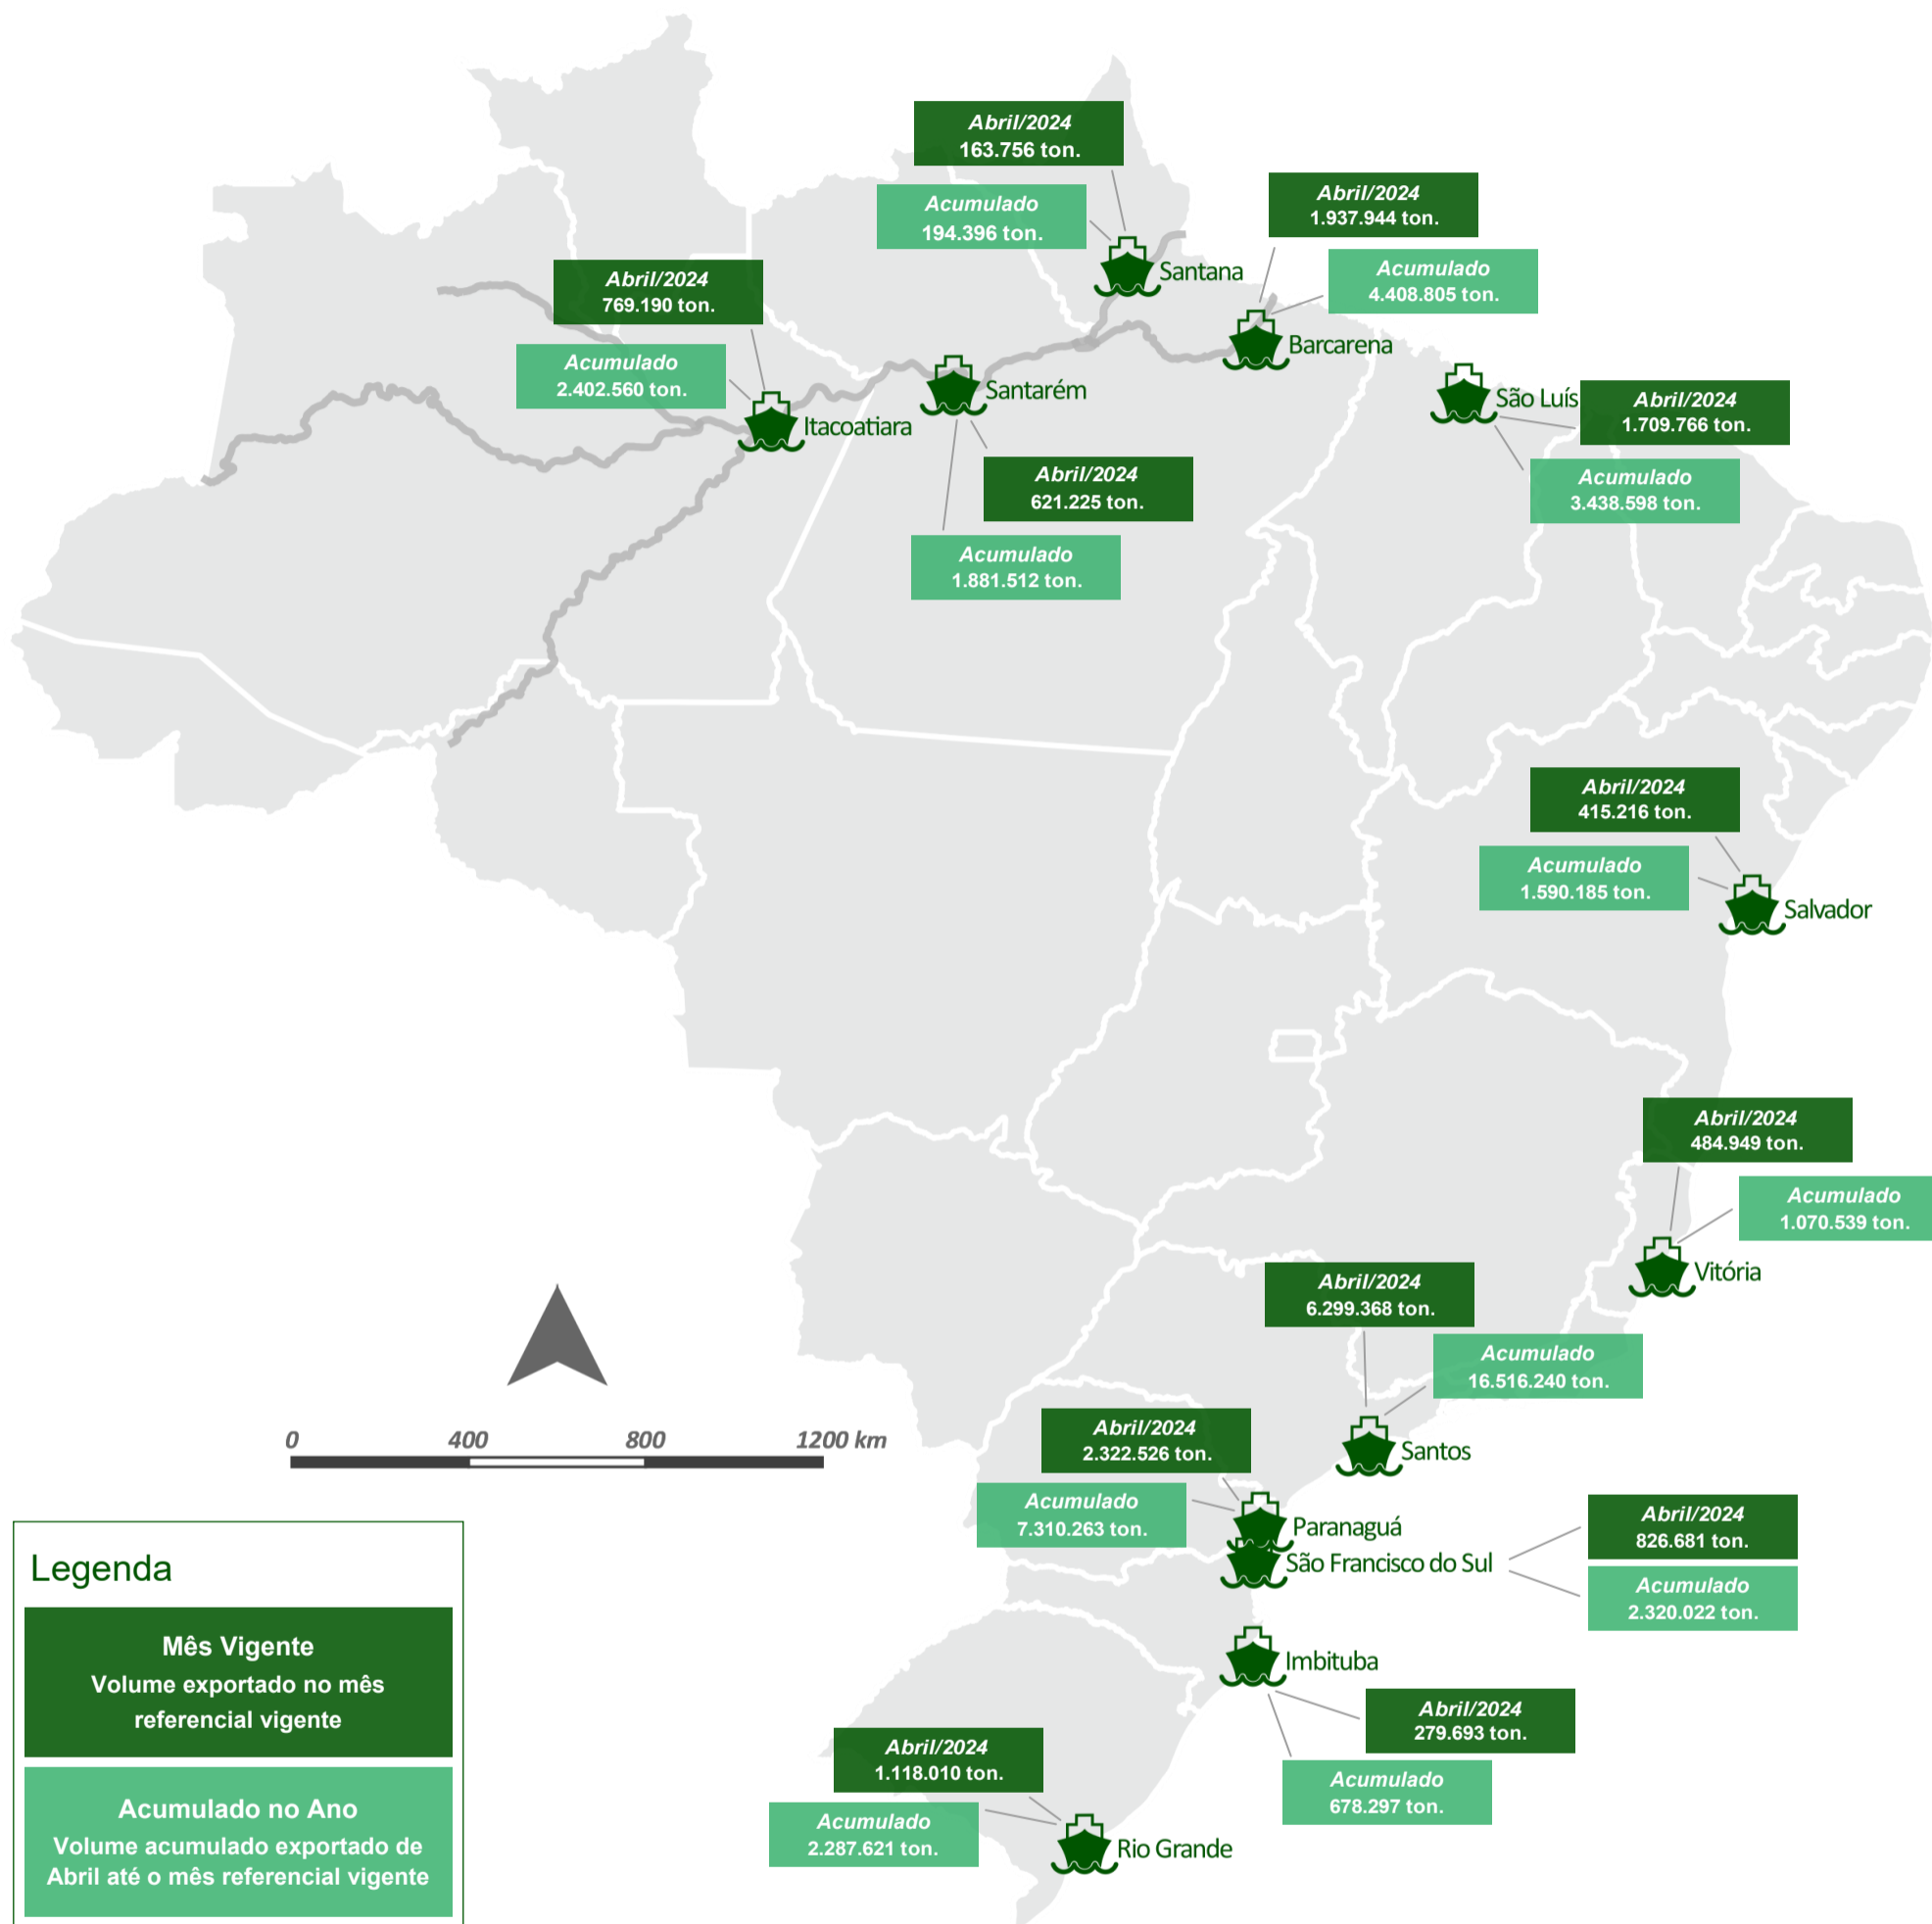 Abril/2024
163.756 ton.
Acumulado
194.396 ton.
Santana
Abril/2024
1.937.944 ton.
Acumulado
4.408.805 ton.
Barcarena
Abril/2024
769.190 ton.
Acumulado
2.402.560 ton.
Itacoatiara
Santarém
Abril/2024
621.225 ton.
Acumulado
1.881.512 ton.
São Luís
Abril/2024
1.709.766 ton.
Acumulado
3.438.598 ton.
Abril/2024
415.216 ton.
Acumulado
1.590.185 ton.
Salvador
Abril/2024
484.949 ton.
Acumulado
1.070.539 ton.
Vitória
Abril/2024
6.299.368 ton.
Acumulado
16.516.240 ton.
Santos
Abril/2024
2.322.526 ton.
Acumulado
7.310.263 ton.
Paranaguá
São Francisco do Sul
Abril/2024
826.681 ton.
Acumulado
2.320.022 ton.
Imbituba
Abril/2024
279.693 ton.
Acumulado
678.297 ton.
Abril/2024
1.118.010 ton.
Acumulado
2.287.621 ton.
Rio Grande
0 400 800 1200 km
Legenda
Mês Vigente
Volume exportado no mês
referencial vigente
Acumulado no Ano
Volume acumulado exportado de
Abril até o mês referencial vigente